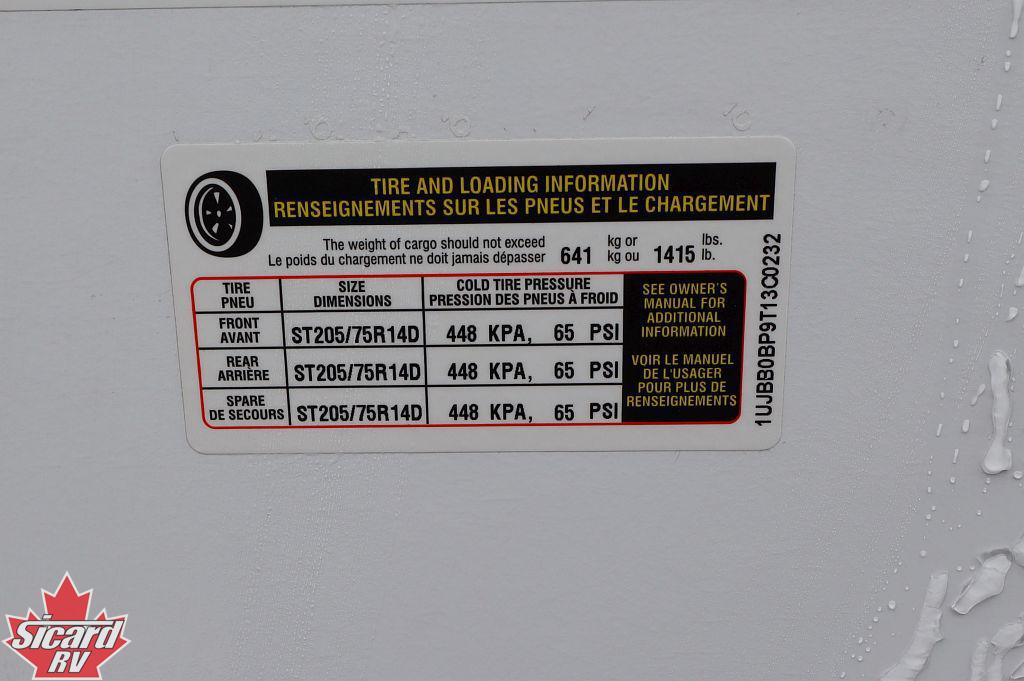 TIRE AND LOADING INFORMATION
RENSEIGNEMENTS SUR LES PNEUS ET LE CHARGEMENT
The weight of cargo should not exceed 641 kg or 1415 lbs.
Le poids du chargement ne doit jamais dépasser kg ou lb.
TIRE SIZE COLD TIRE PRESSURE
PNEU DIMENSIONS PRESSION DES PNEUS À FROID
FRONT
AVANT ST205/75R14D 448 KPA, 65 PSI
REAR
ARRIÈRE ST205/75R14D 448 KPA, 65 PSI
SPARE
DE SECOURS ST205/75R14D 448 KPA, 65 PSI
SEE OWNER'S
MANUAL FOR
ADDITIONAL
INFORMATION
VOIR LE MANUEL
DE L'USAGER
POUR PLUS DE
RENSEIGNEMENTS
1UJBB0BP9T13C0232
Sicard
RV